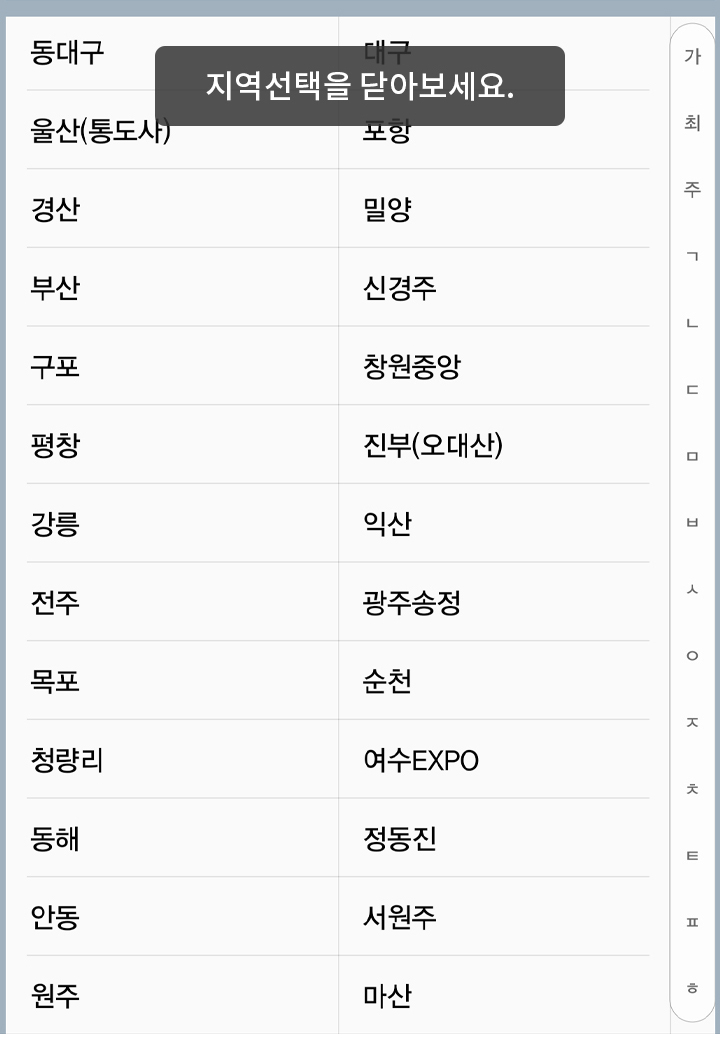 동대구 대구
지역선택을 닫아보세요.
울산(통도사) 포항
경산 밀양
부산 신경주
구포 창원중앙
평창 진부(오대산)
강릉 익산
전주 광주송정
목포 순천
청량리 여수EXPO
동해 정동진
안동 서원주
원주 마산
가
최
주
ㄱ
ㄴ
ㄷ
ㅁ
ㅂ
ㅅ
ㅇ
ㅈ
ㅊ
ㅌ
ㅍ
ㅎ